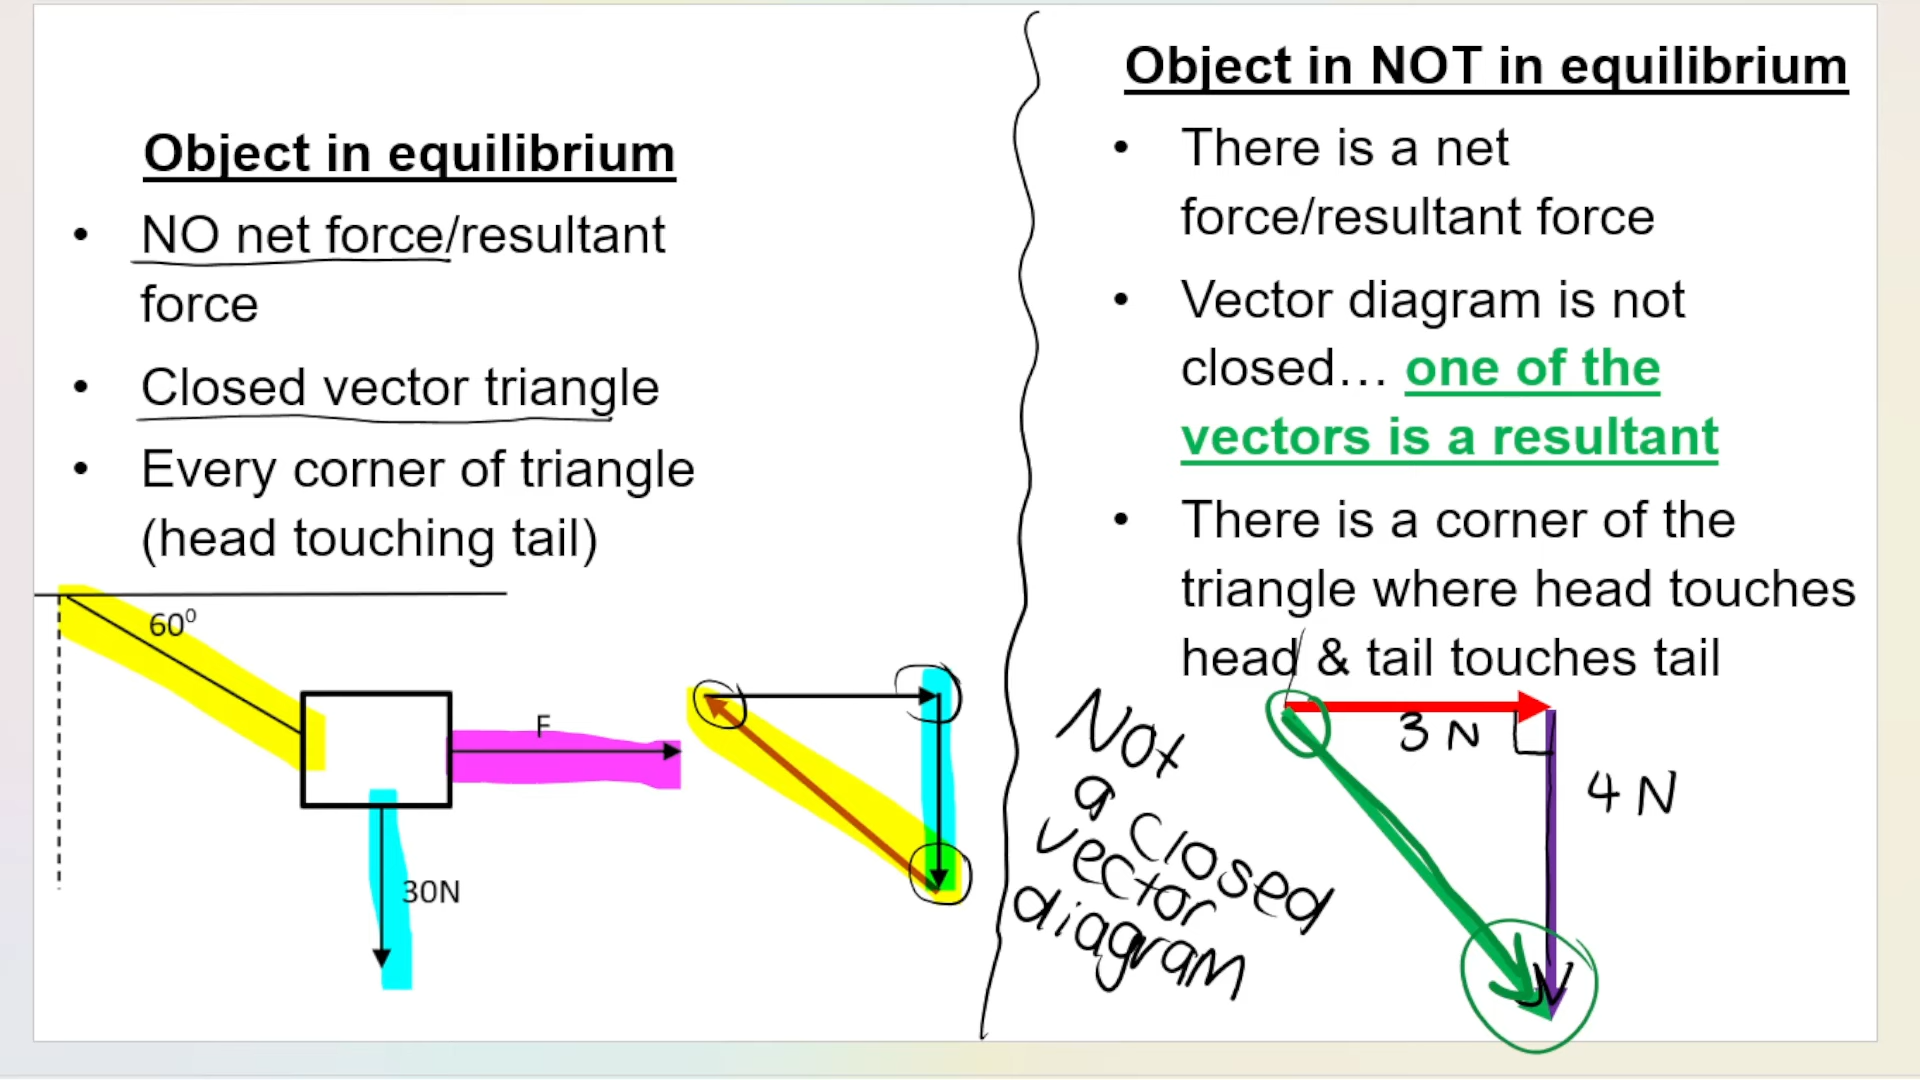 Object in equilibrium
• NO net force/resultant
force
• Closed vector triangle
• Every corner of triangle
(head touching tail)
60⁰
F
30N
Object in NOT in equilibrium
• There is a net
force/resultant force
• Vector diagram is not
closed… one of the
vectors is a resultant
• There is a corner of the
triangle where head touches
head & tail touches tail
Not
a closed
vector
diagram
3 N
4 N